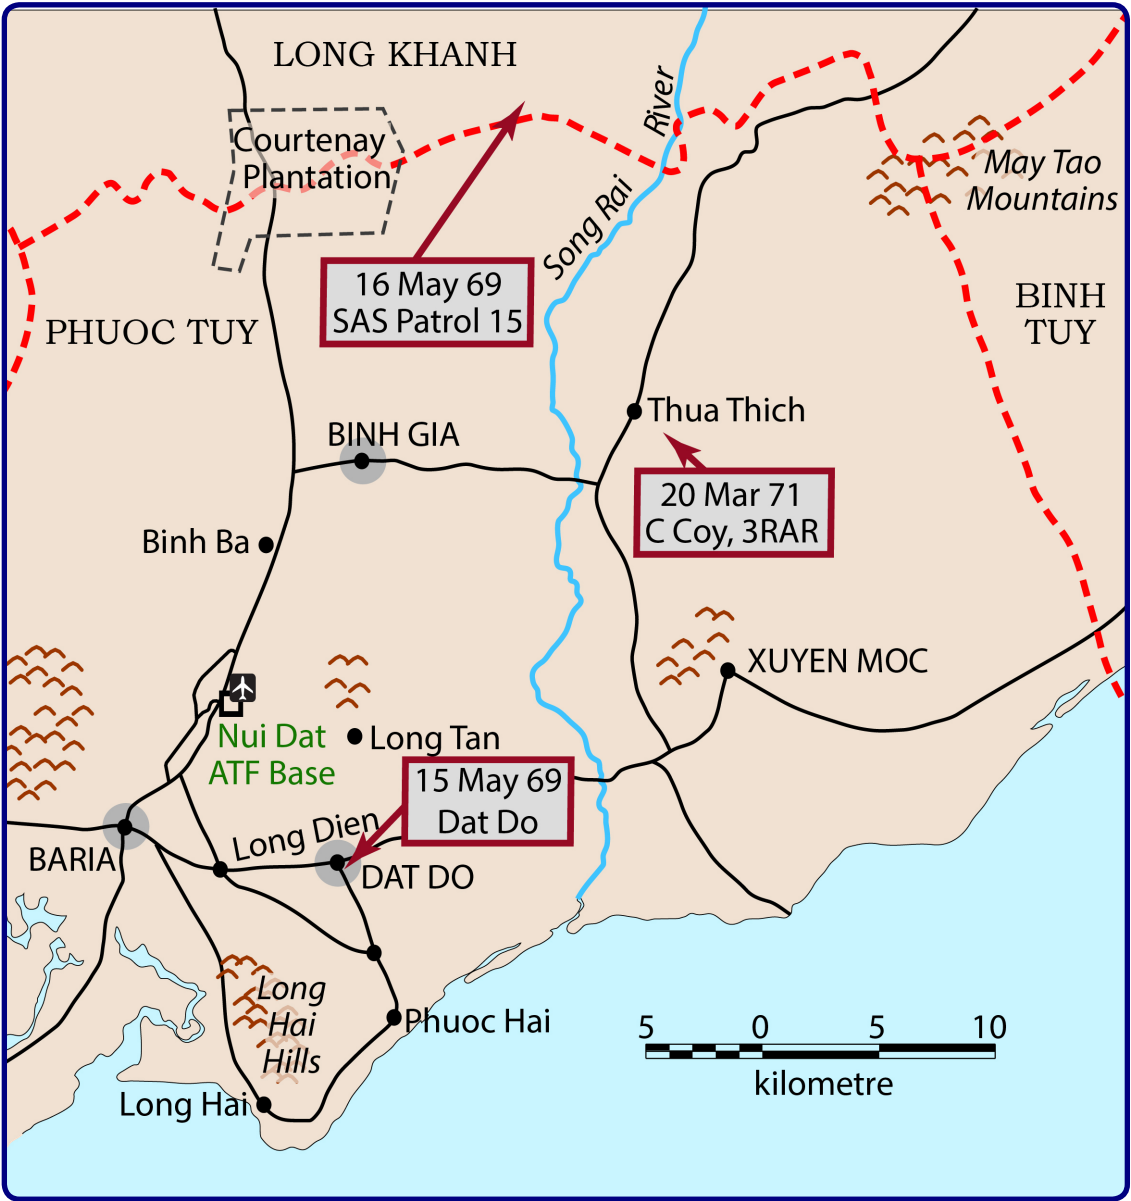 LONG KHANH
River
Courtenay
Plantation
May Tao
Mountains
Song Rai
16 May 69
SAS Patrol 15
PHUOC TUY
BINH
TUY
Thua Thich
BINH GIA
20 Mar 71
C Coy, 3RAR
Binh Ba
XUYEN MOC
Nui Dat
ATF Base
Long Tan
15 May 69
Dat Do
Long Dien
BARIA
DAT DO
Long
Hai
Hills
Phuoc Hai
Long Hai
5 0 5 10
kilometre